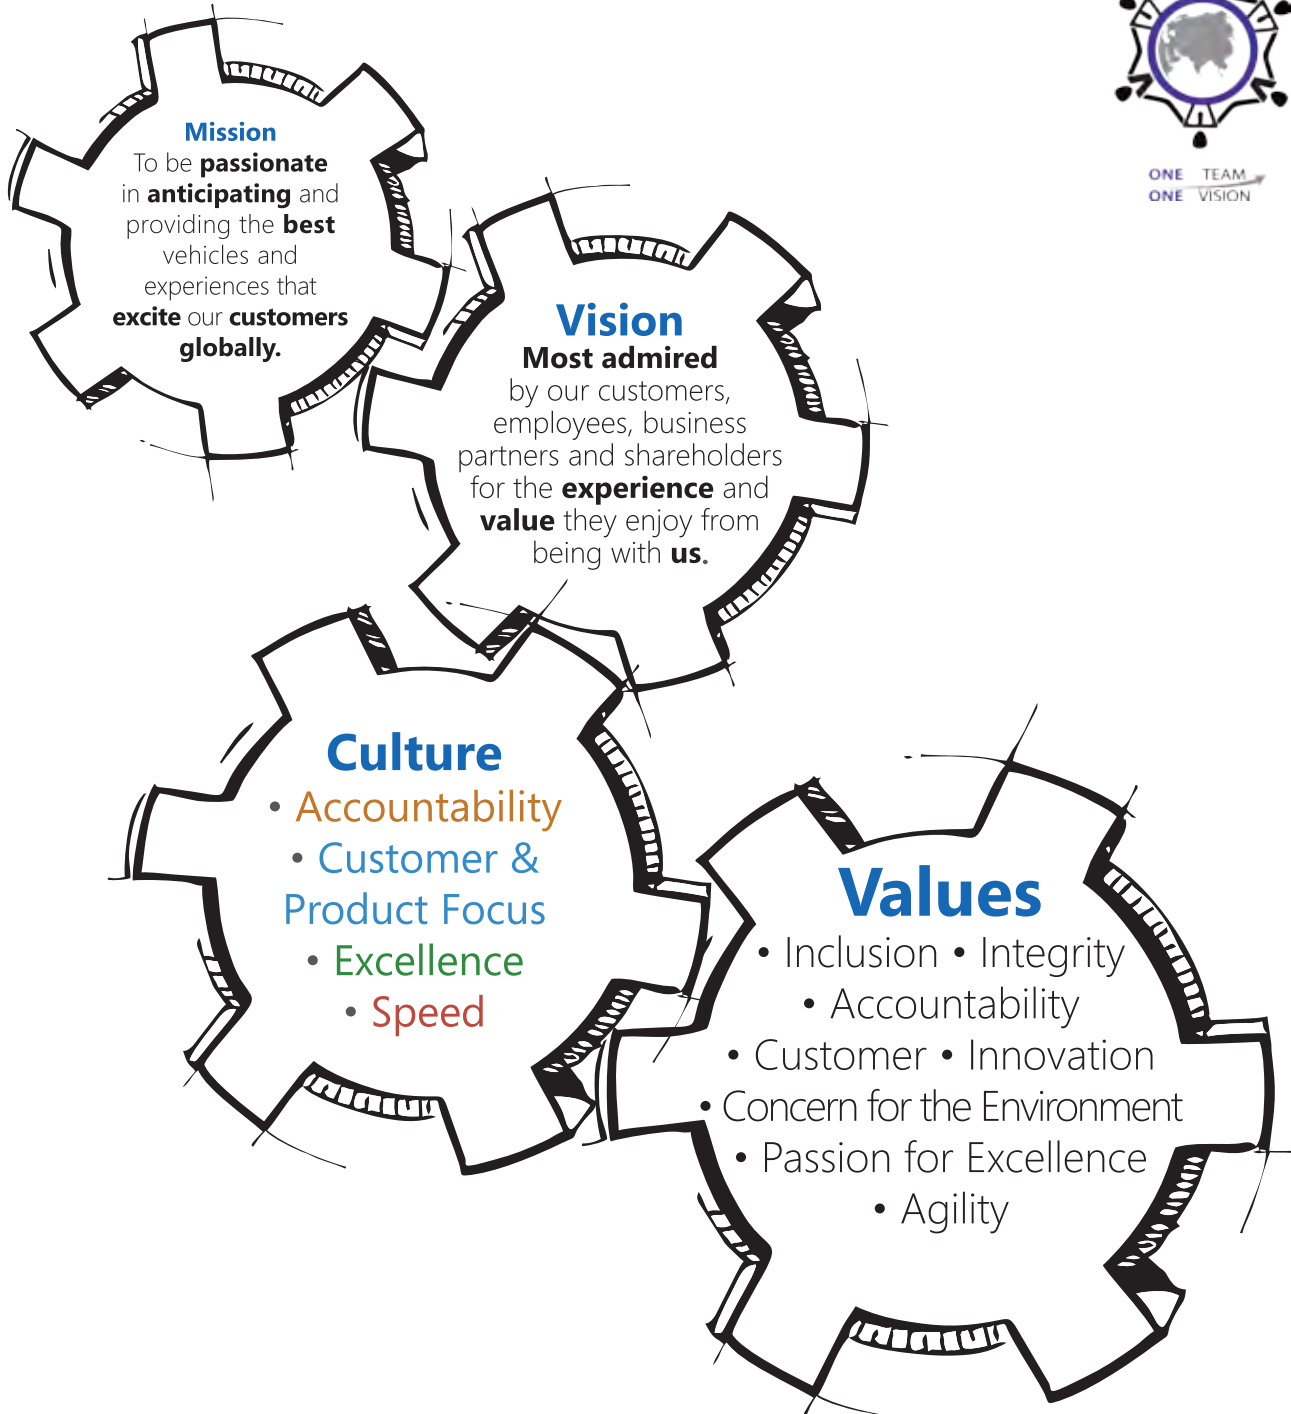 ONE TEAM
ONE VISION
Mission
To be passionate
in anticipating and
providing the best
vehicles and
experiences that
excite our customers
globally.
Vision
Most admired
by our customers,
employees, business
partners and shareholders
for the experience and
value they enjoy from
being with us.
Culture
• Accountability
• Customer &
Product Focus
• Excellence
• Speed
Values
• Inclusion • Integrity
• Accountability
• Customer • Innovation
• Concern for the Environment
• Passion for Excellence
• Agility